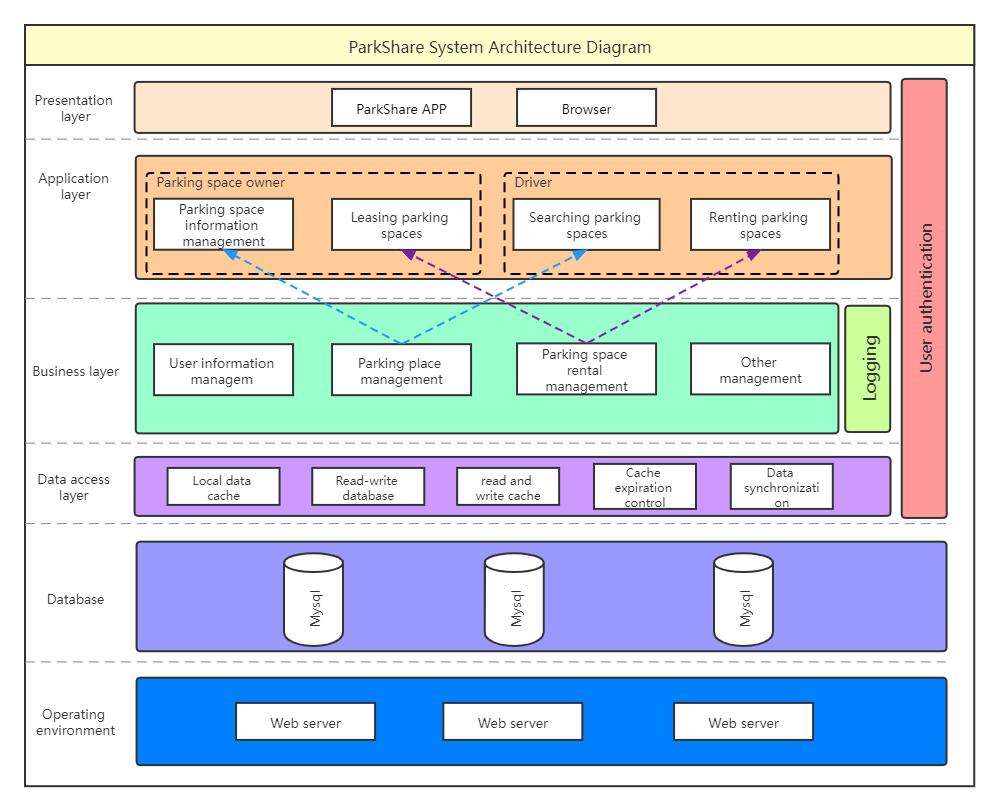 ParkShare System Architecture Diagram
Presentation
layer
ParkShare APP
Browser
Application
layer
Parking space owner
Parking space
information
management
Leasing parking
spaces
Driver
Searching parking
spaces
Renting parking
spaces
User authentication
Business layer
User information
managem
Parking place
management
Parking space
rental
management
Other
management
Logging
Data access
layer
Local data
cache
Read-write
database
read and
write cache
Cache
expiration
control
Data
synchronizati
on
Database
Mysql
Mysql
Mysql
Operating
environment
Web server
Web server
Web server